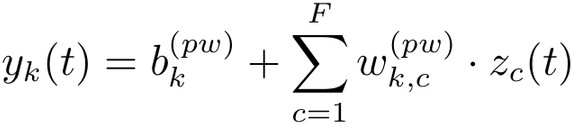 y_k(t) = b_k^{(pw)} + \sum_{c=1}^{F} w_{k,c}^{(pw)} \cdot z_c(t)